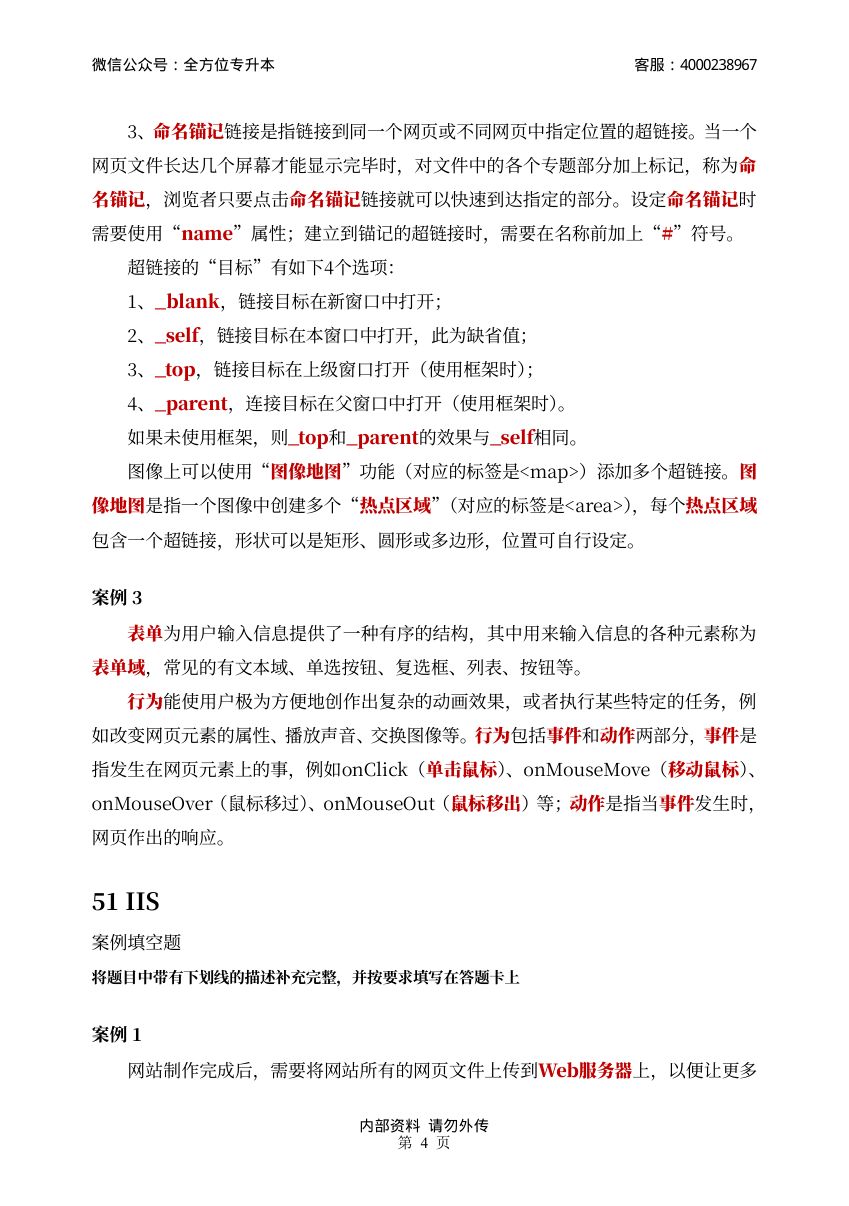 微信公众号：全方位专升本
客服：4000238967
3、命名锚记链接是指链接到同一个网页或不同网页中指定位置的超链接。当一个
网页文件长达几个屏幕才能显示完毕时，对文件中的各个专题部分加上标记，称为命
名锚记，浏览者只要点击命名锚记链接就可以快速到达指定的部分。设定命名锚记时
需要使用“name”属性；建立到锚记的超链接时，需要在名称前加上“#”符号。
超链接的“目标”有如下4个选项：
1、_blank，链接目标在新窗口中打开；
2、_self，链接目标在本窗口中打开，此为缺省值；
3、_top，链接目标在上级窗口打开（使用框架时）；
4、_parent，连接目标在父窗口中打开（使用框架时）。
如果未使用框架，则_top和_parent的效果与_self相同。
图像上可以使用“图像地图”功能（对应的标签是<map>）添加多个超链接。图
像地图是指一个图像中创建多个“热点区域”（对应的标签是<area>），每个热点区域
包含一个超链接，形状可以是矩形、圆形或多边形，位置可自行设定。
案例 3
表单为用户输入信息提供了一种有序的结构，其中用来输入信息的各种元素称为
表单域，常见的有文本域、单选按钮、复选框、列表、按钮等。
行为能使用户极为方便地创作出复杂的动画效果，或者执行某些特定的任务，例
如改变网页元素的属性、播放声音、交换图像等。行为包括事件和动作两部分，事件是
指发生在网页元素上的事，例如onClick（单击鼠标）、onMouseMove（移动鼠标）、
onMouseOver（鼠标移过）、onMouseOut（鼠标移出）等；动作是指当事件发生时，
网页作出的响应。
51 IIS
案例填空题
将题目中带有下划线的描述补充完整，并按要求填写在答题卡上
案例 1
网站制作完成后，需要将网站所有的网页文件上传到Web服务器上，以便让更多
内部资料 请勿外传
第 4 页